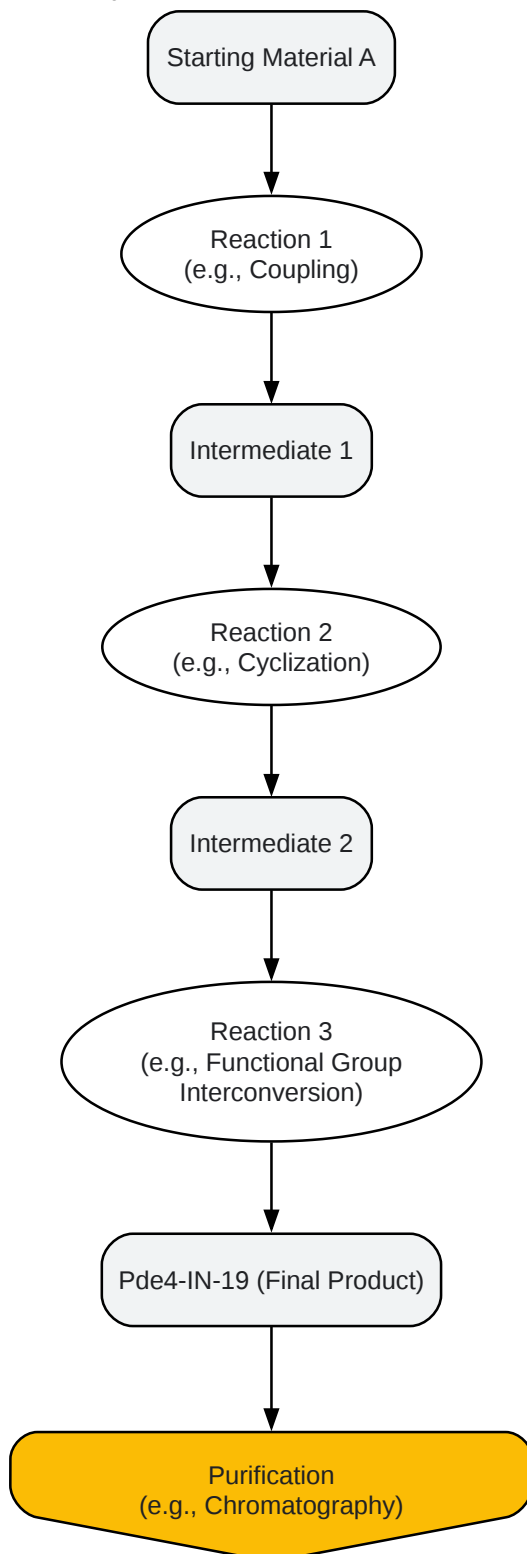 Starting Material A
Reaction 1
(e.g., Coupling)
Intermediate 1
Reaction 2
(e.g., Cyclization)
Intermediate 2
Reaction 3
(e.g., Functional Group
Interconversion)
Pde4-IN-19 (Final Product)
Purification
(e.g., Chromatography)